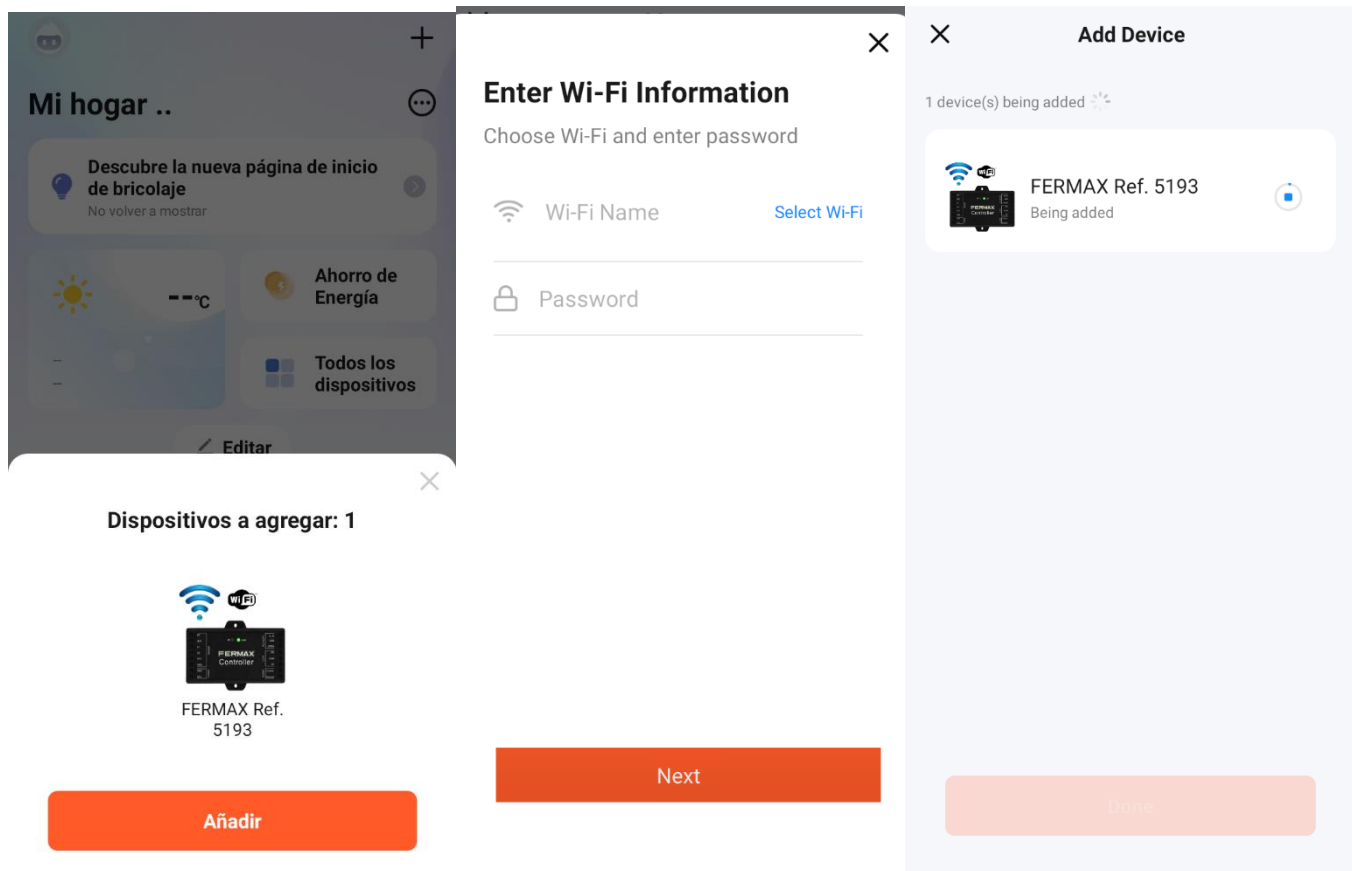 Mi hogar ..
Descubre la nueva página de inicio
de bricolaje
No volver a mostrar
--°C
--
--
Ahorro de
Energía
Todos los
dispositivos
Editar
Dispositivos a agregar: 1
WiFi
FERMAX
Controller
FERMAX Ref.
5193
Añadir
Enter Wi-Fi Information
Choose Wi-Fi and enter password
Wi-Fi Name
Select Wi-Fi
Password
Next
Add Device
1 device(s) being added
WiFi
FERMAX
Controller
FERMAX Ref. 5193
Being added
Done